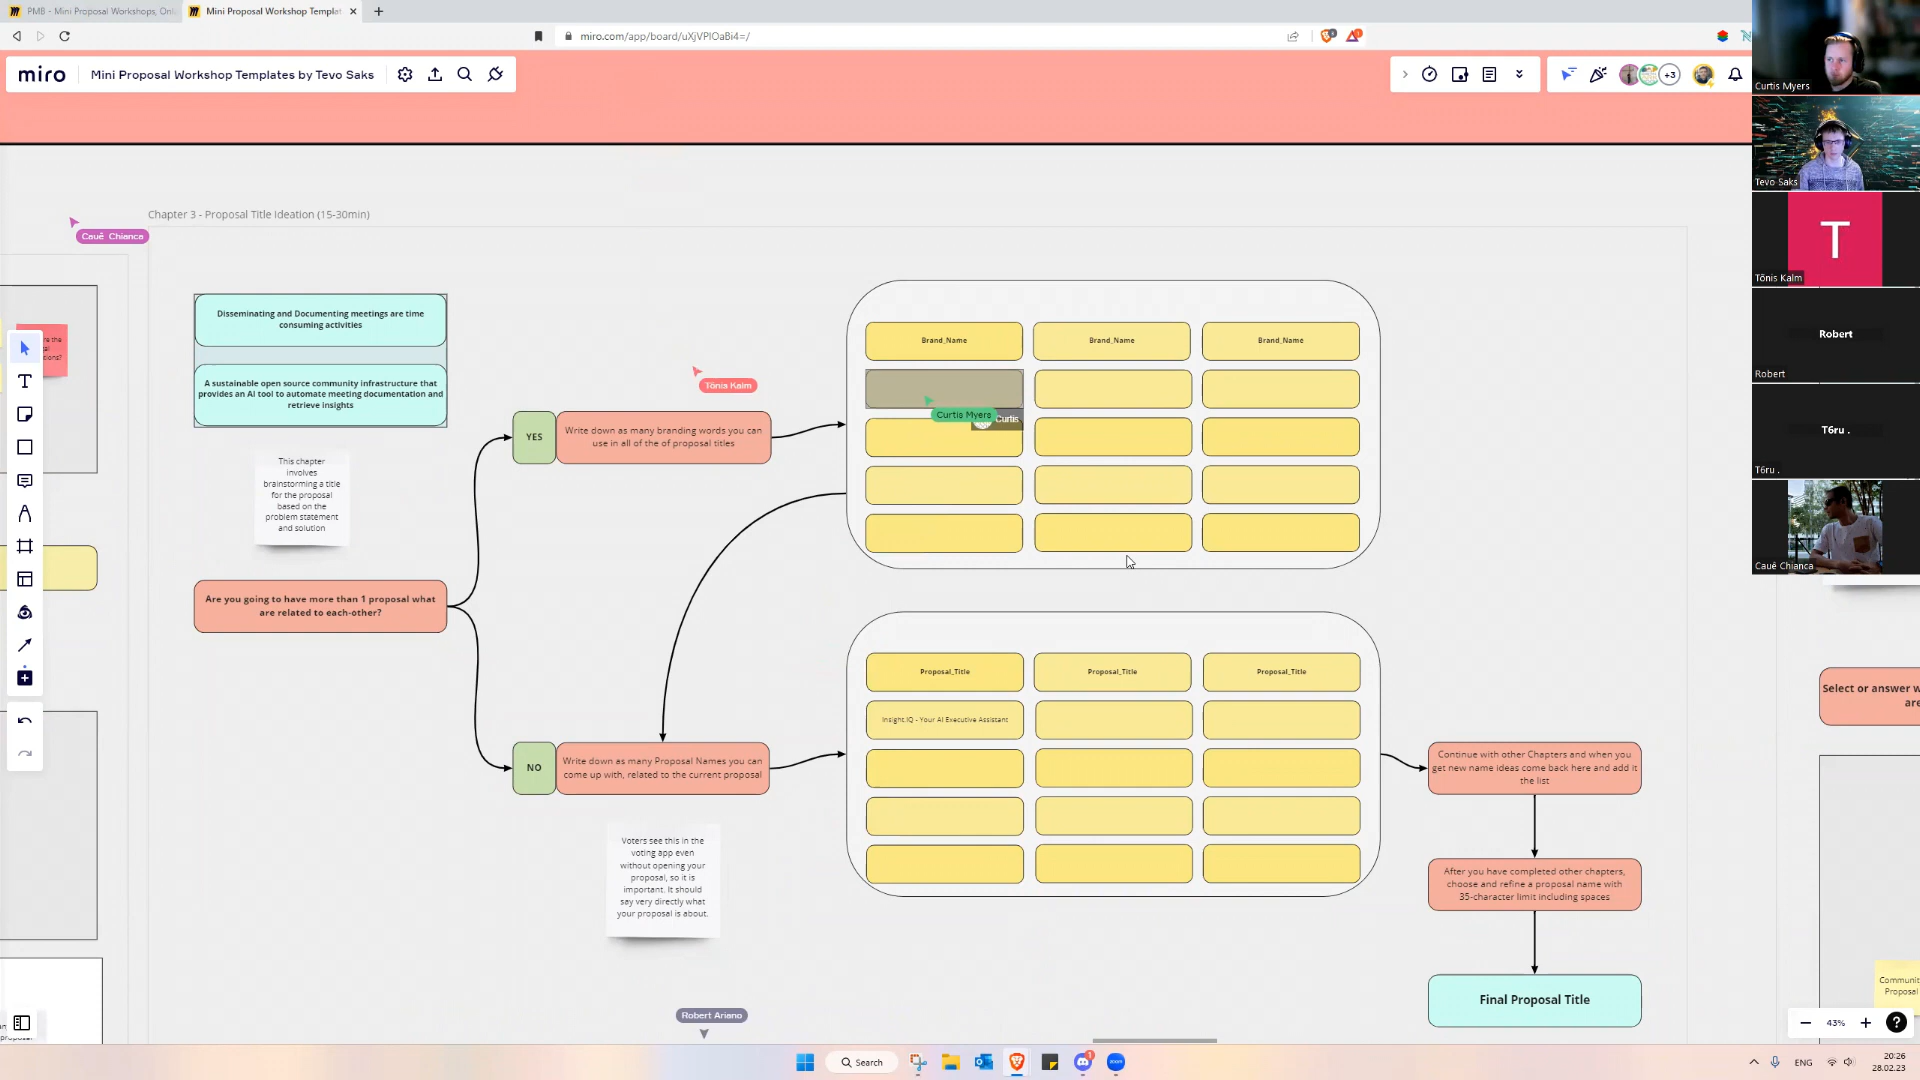 PMB - Mini Proposal Workshops, Onl
Mini Proposal Workshop Templat
miro.com/app/board/uXjVPlOaBi4=/
miro
Mini Proposal Workshop Templates by Tevo Saks
+3
Curtis Myers
Tevo Saks
T
Tõnis Kalm
Robert
Robert
T6ru .
T6ru .
Cauê Chianca
Chapter 3 - Proposal Title Ideation (15-30min)
Cauê Chianca
Disseminating and Documenting meetings are time
consuming activities
A sustainable open source community infrastructure that
provides an AI tool to automate meeting documentation and
retrieve insights
This chapter
involves
brainstorming a title
for the proposal
based on the
problem statement
and solution
Are you going to have more than 1 proposal what
are related to each-other?
Tõnis Kalm
YES
Write down as many branding words you can
use in all of the of proposal titles
NO
Write down as many Proposal Names you can
come up with, related to the current proposal
Voters see this in the
voting app even
without opening your
proposal, so it is
important. It should
say very directly what
your proposal is about.
Brand_Name
Brand_Name
Brand_Name
Curtis Myers
Curtis
Proposal_Title
Proposal_Title
Proposal_Title
Insight.IQ - Your AI Executive Assistant
Continue with other Chapters and when you
get new name ideas come back here and add it
the list
After you have completed other chapters,
choose and refine a proposal name with
35-character limit including spaces
Final Proposal Title
Select or answer w
are
Communit
Proposal
Robert Ariano
43%
Search
ENG
20:26
28.02.23